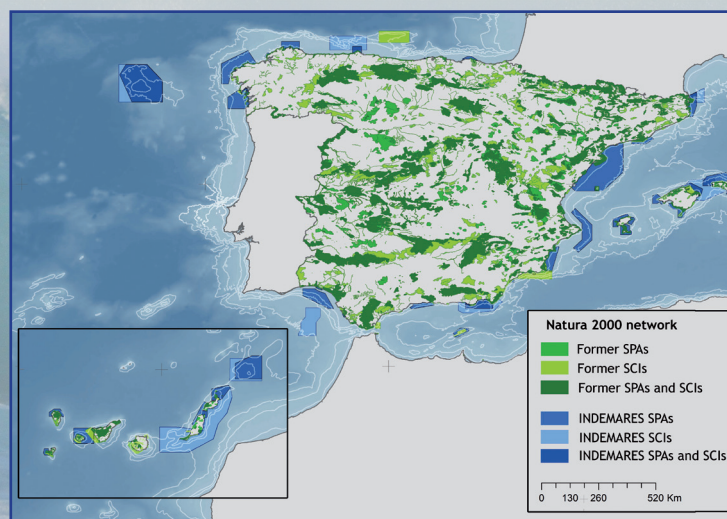 Natura 2000 network
Former SPAs
Former SCIs
Former SPAs and SCIs
INDEMARES SPAs
INDEMARES SCIs
INDEMARES SPAs and SCIs
0 130 260 520 Km